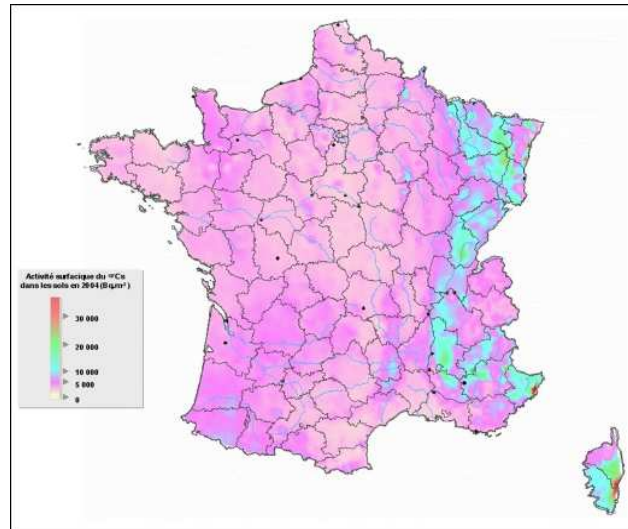 Activité surfacique du ¹³⁷Cs
dans les sols en 2004 (Bq.m²)
30 000
20 000
10 000
5 000
0